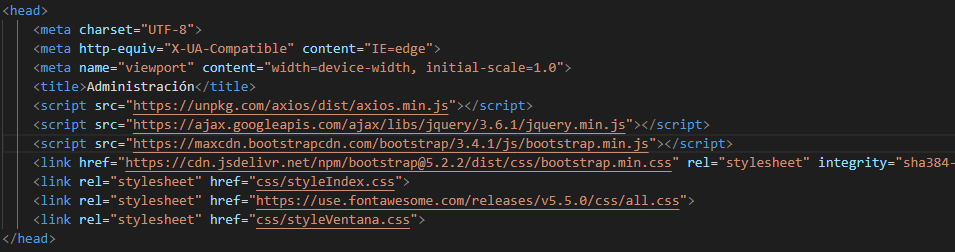 <head>
<meta charset="UTF-8">
<meta http-equiv="X-UA-Compatible" content="IE=edge">
<meta name="viewport" content="width=device-width, initial-scale=1.0">
<title>Administración</title>
<script src="https://unpkg.com/axios/dist/axios.min.js"></script>
<script src="https://ajax.googleapis.com/ajax/libs/jquery/3.6.1/jquery.min.js"></script>
<script src="https://maxcdn.bootstrapcdn.com/bootstrap/3.4.1/js/bootstrap.min.js"></script>
<link href="https://cdn.jsdelivr.net/npm/bootstrap@5.2.2/dist/css/bootstrap.min.css" rel="stylesheet" integrity="sha384-
<link rel="stylesheet" href="css/styleIndex.css">
<link rel="stylesheet" href="https://use.fontawesome.com/releases/v5.5.0/css/all.css">
<link rel="stylesheet" href="css/styleVentana.css">
</head>